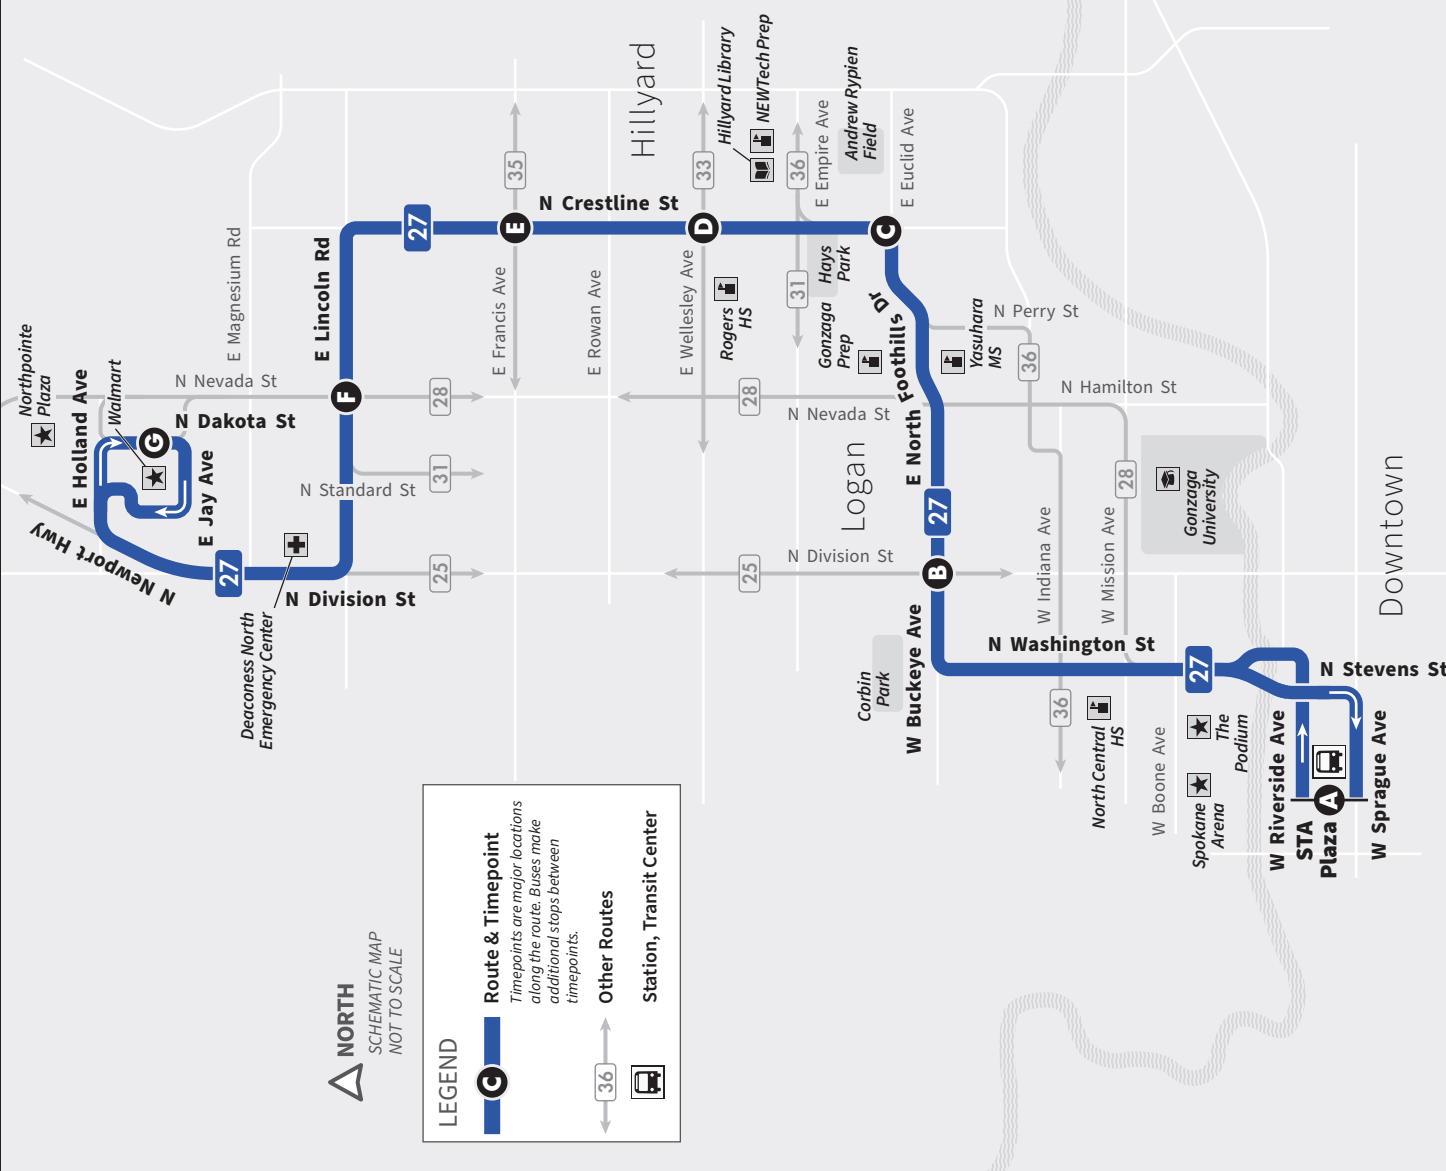 Northpointe
Plaza
E Holland Ave
Walmart
N Nevada St
N Dakota St
G
E Jay Ave
N Newport Hwy
E Magnesium Rd
27
Deaconess North
Emergency Center
N Division St
E Lincoln Rd
F
N Standard St
28
31
25
27
35
E
N Crestline St
E Francis Ave
E Rowan Ave
Hillyard
33
D
E Wellesley Ave
Hillyard Library
NEWTech Prep
Rogers
HS
36
E Empire Ave
Andrew Rypien
Field
31
Hays
Park
E Euclid Ave
C
Gonzaga
Prep
E North Foothills Dr
Yasuhara
MS
N Perry St
36
28
N Nevada St
N Hamilton St
Logan
27
28
Gonzaga
University
25
N Division St
B
W Indiana Ave
W Mission Ave
W Buckeye Ave
Corbin
Park
N Washington St
27
36
North Central
HS
W Boone Ave
The
Podium
Spokane
Arena
Downtown
N Stevens St
W Riverside Ave
STA
Plaza
A
W Sprague Ave
NORTH
SCHEMATIC MAP
NOT TO SCALE
LEGEND
C
Route & Timepoint
Timepoints are major locations
along the route. Buses make
additional stops between
timepoints.
36
Other Routes
Station, Transit Center